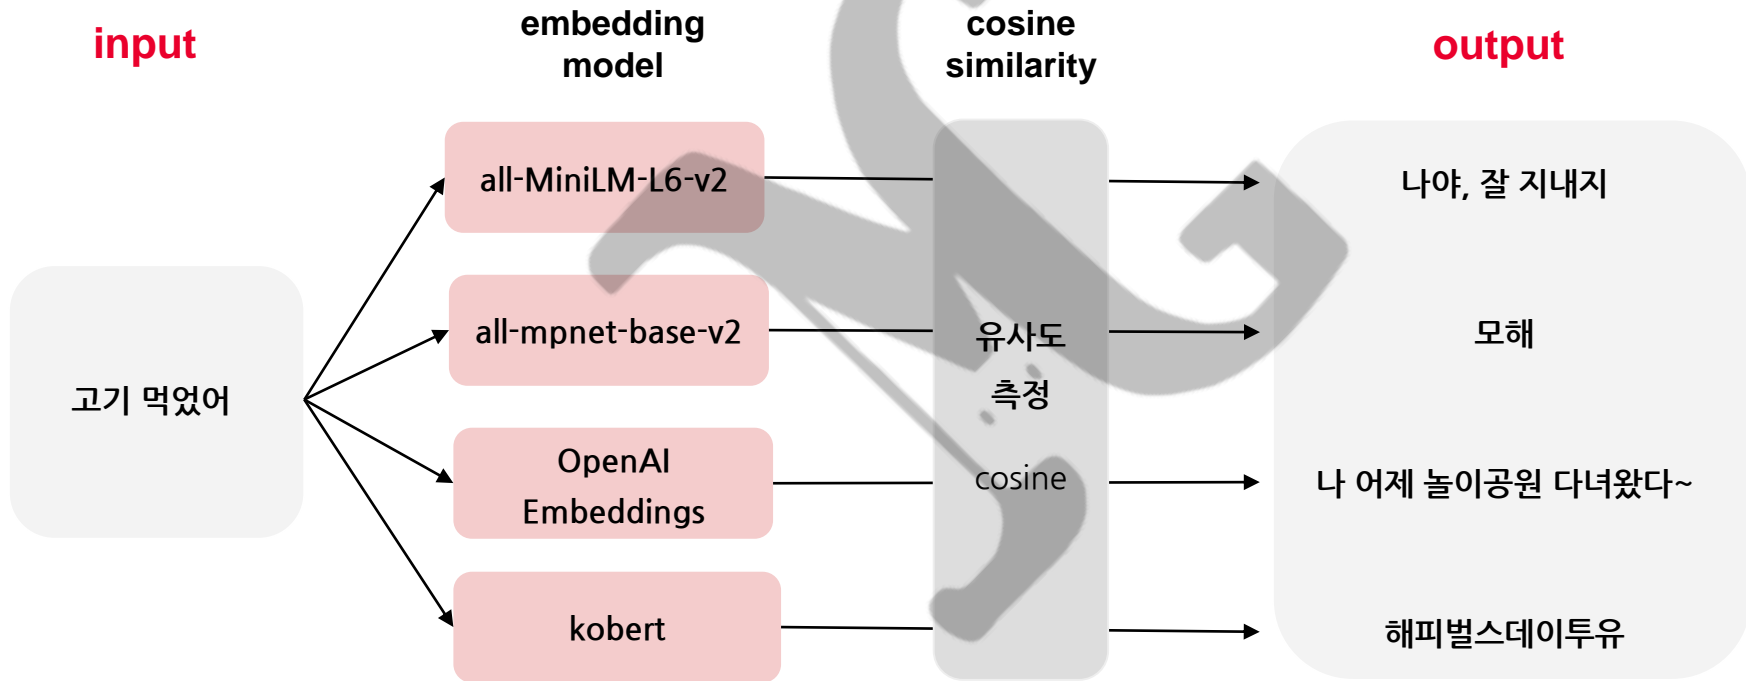 input
embedding
model
cosine
similarity
output
고기 먹었어
all-MiniLM-L6-v2
all-mpnet-base-v2
OpenAI
Embeddings
kobert
유사도
측정
cosine
나야, 잘 지내지
모해
나 어제 놀이공원 다녀왔다~
해피벌스데이투유